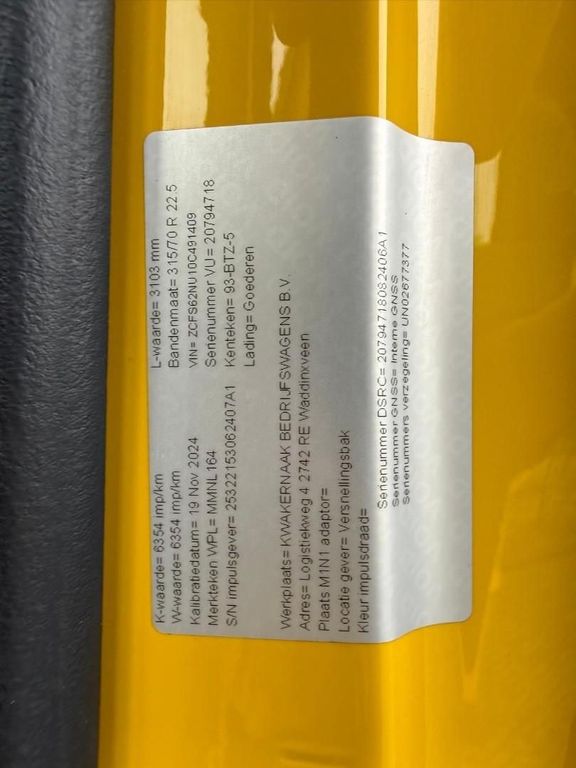 K-waarde= 6354 imp/km L-waarde= 3103 mm
W-waarde= 6354 imp/km Bandenmaat= 315/70 R 22.5
Kalibratiedatum= 19 Nov 2024 VIN= ZCFS62NU10C491409
Merkteken WPL= MMNL164 Serienummer VU= 20794718
S/N impulsgever= 25322153062407A1 Kenteken= 93-BTZ-5
Lading= Goederen
Werkplaats= KWAKERNAAK BEDRIJFSWAGENS B.V.
Adres= Logistiekweg 4 2742 RE Waddinxveen
Plaats M1N1 adaptor=
Locatie gever= Versnellingsbak
Kleur impulsdraad=
Serienummer DSRC= 20794718082406A1
Serienummer GNSS= Interne GNSS
Serienummers verzegeling= UN02677377